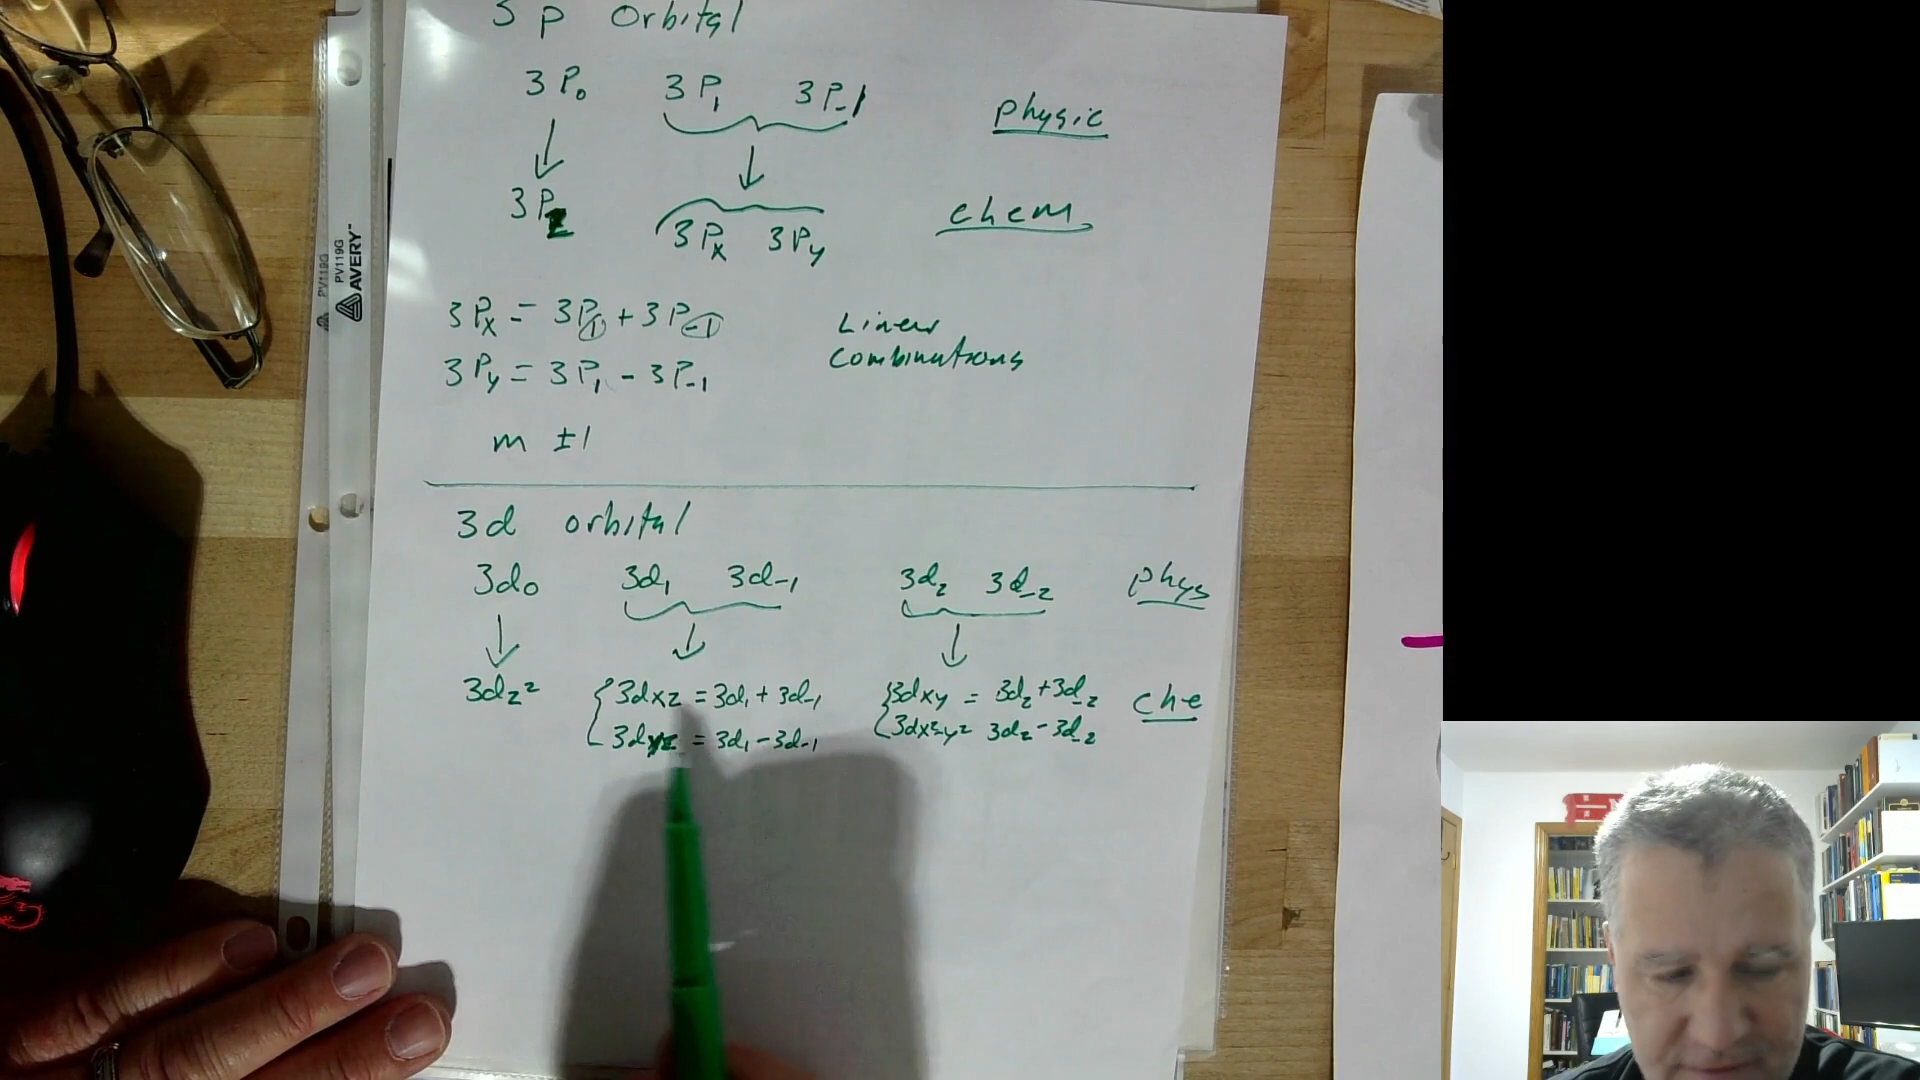 3p orbital
3P₀ 3P₁ 3P₋₁ physic
3Pz 3Px 3Py chem
3Px = 3P₁ + 3P₋₁ Linear
3Py = 3P₁ - 3P₋₁ Combinations
m ±1
3d orbital
3d₀ 3d₁ 3d₋₁ 3d₂ 3d₋₂ phys
3dz² 3dxz = 3d₁ + 3d₋₁ 3dxy = 3d₂ + 3d₋₂ che
3dyz = 3d₁ - 3d₋₁ 3dx²-y² 3d₂ - 3d₋₂
PV119G
PV119G
AVERY™